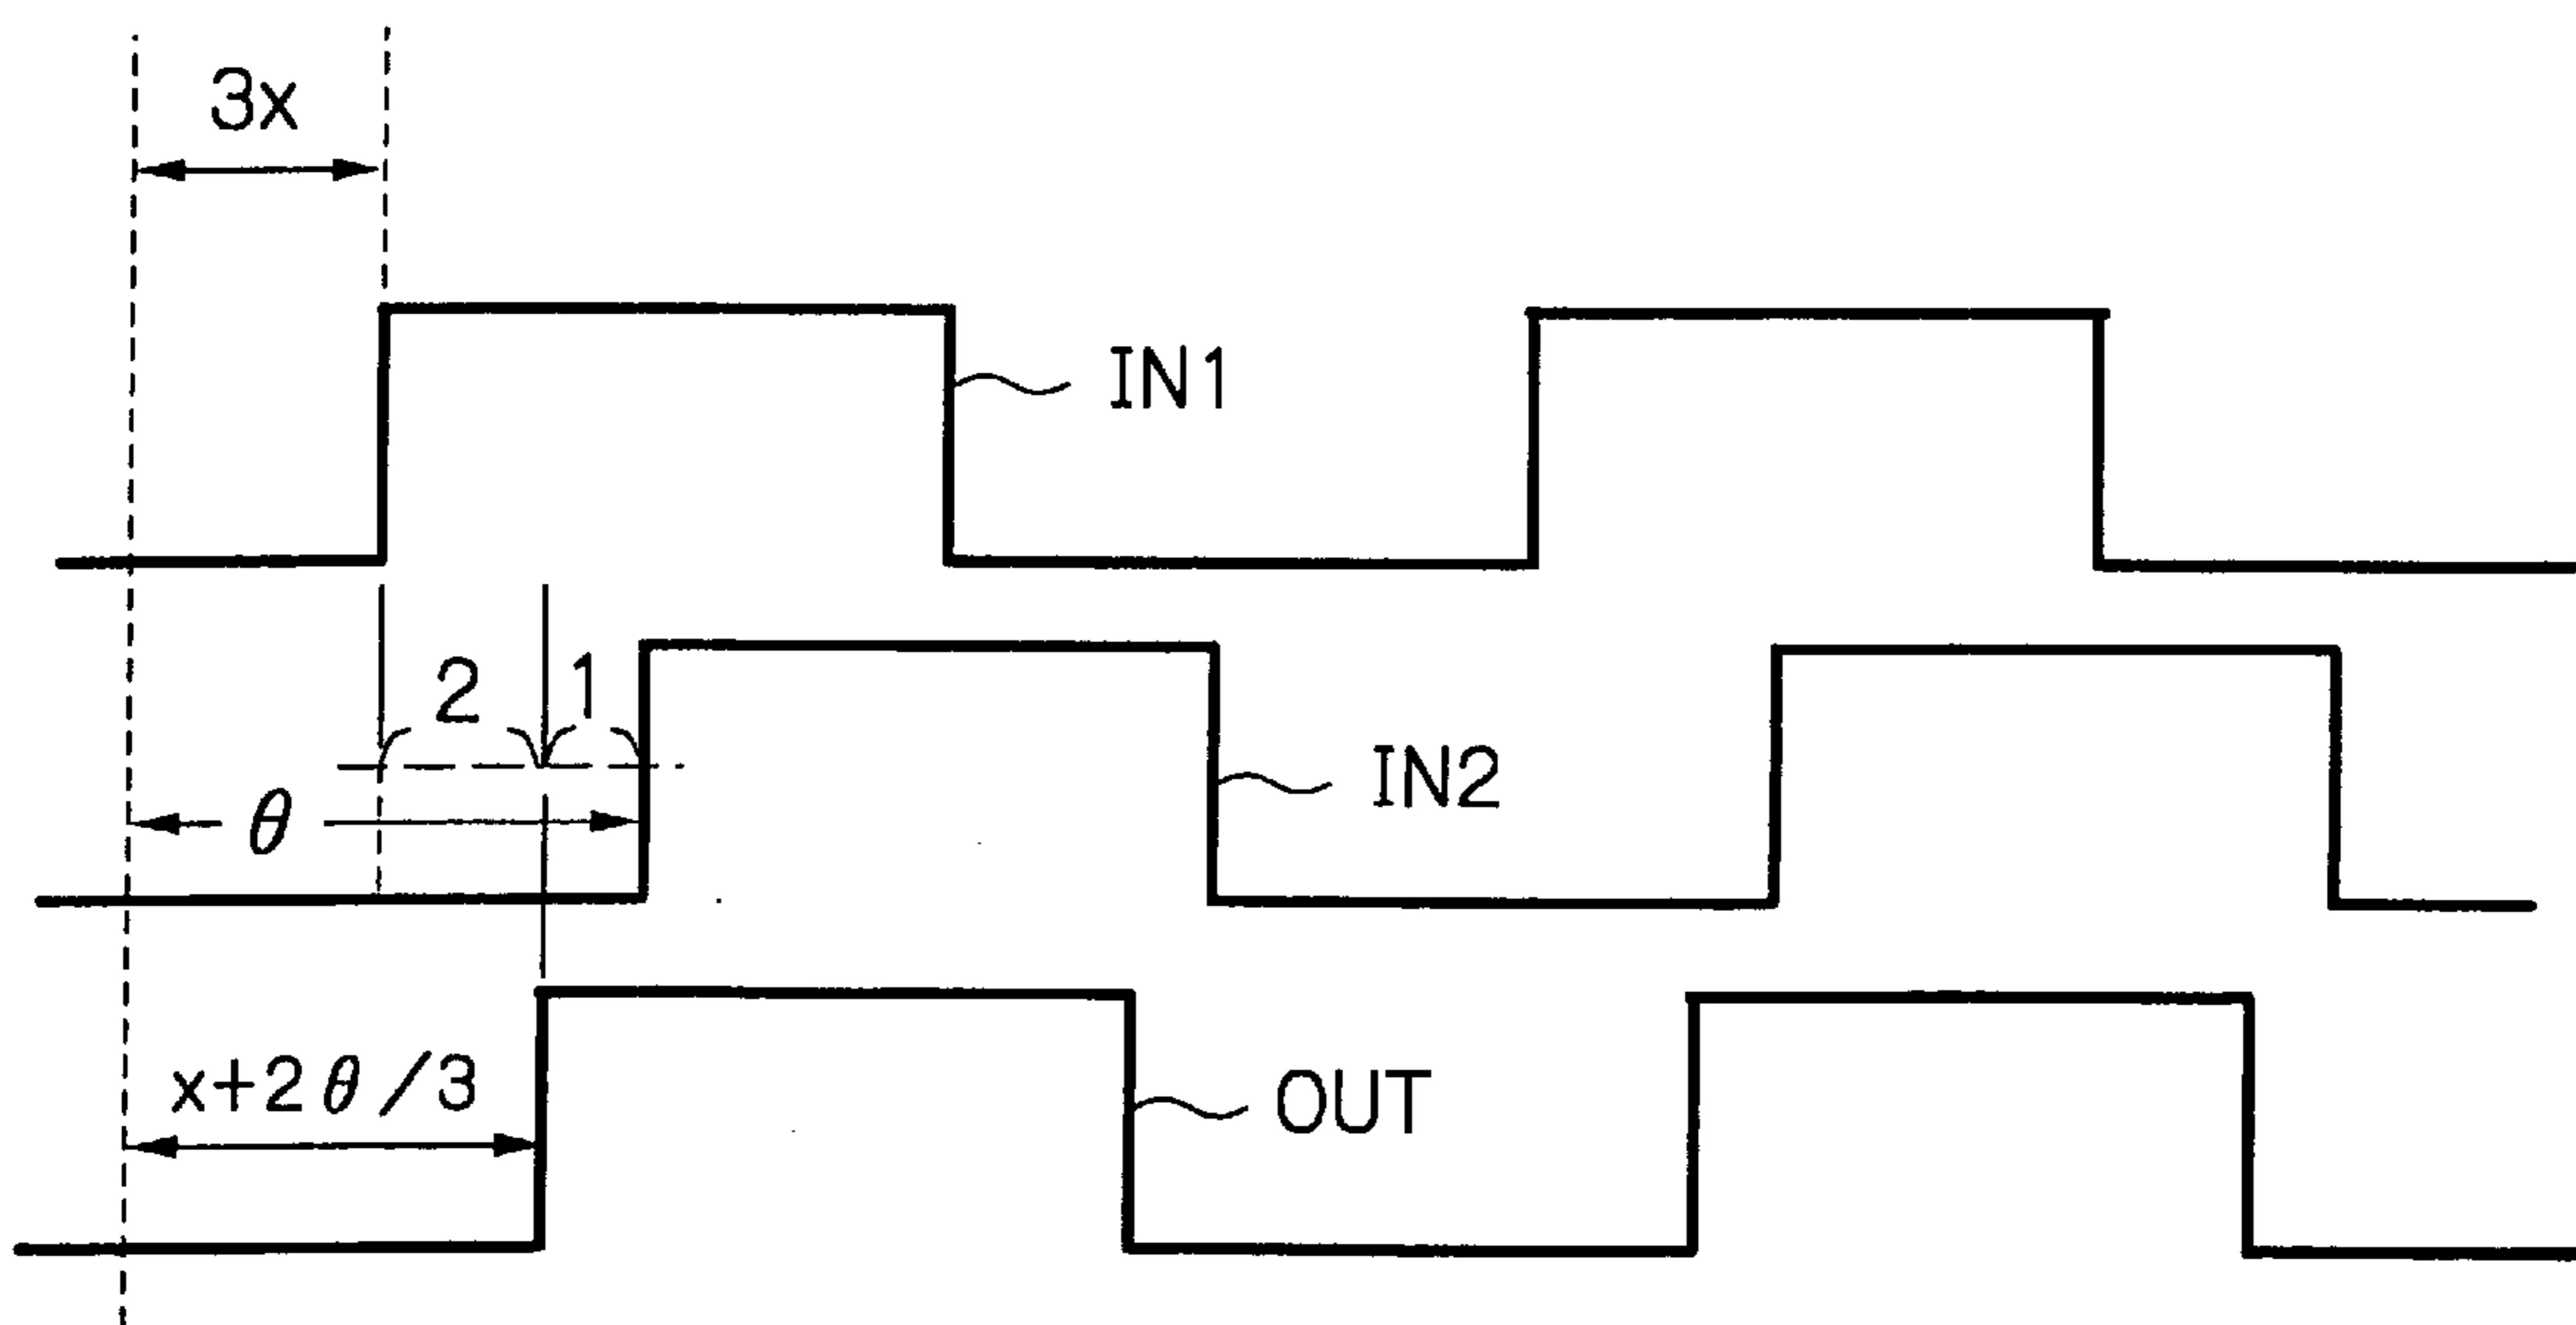 3x
IN1
2 1
IN2
θ
x+2θ/3
OUT